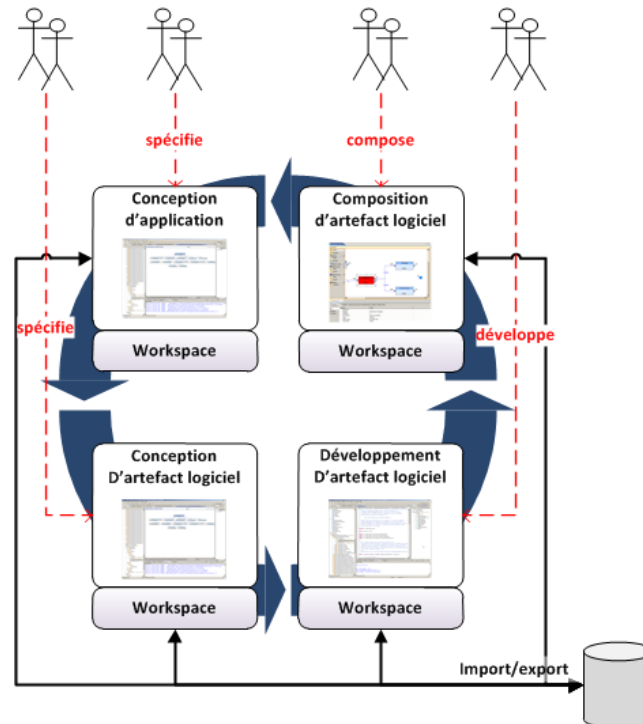 spécifie
compose
Conception
d'application
Composition
d'artefact logiciel
spécifie
développe
Workspace
Workspace
Conception
D'artefact logiciel
Développement
D'artefact logiciel
Workspace
Workspace
Import/export